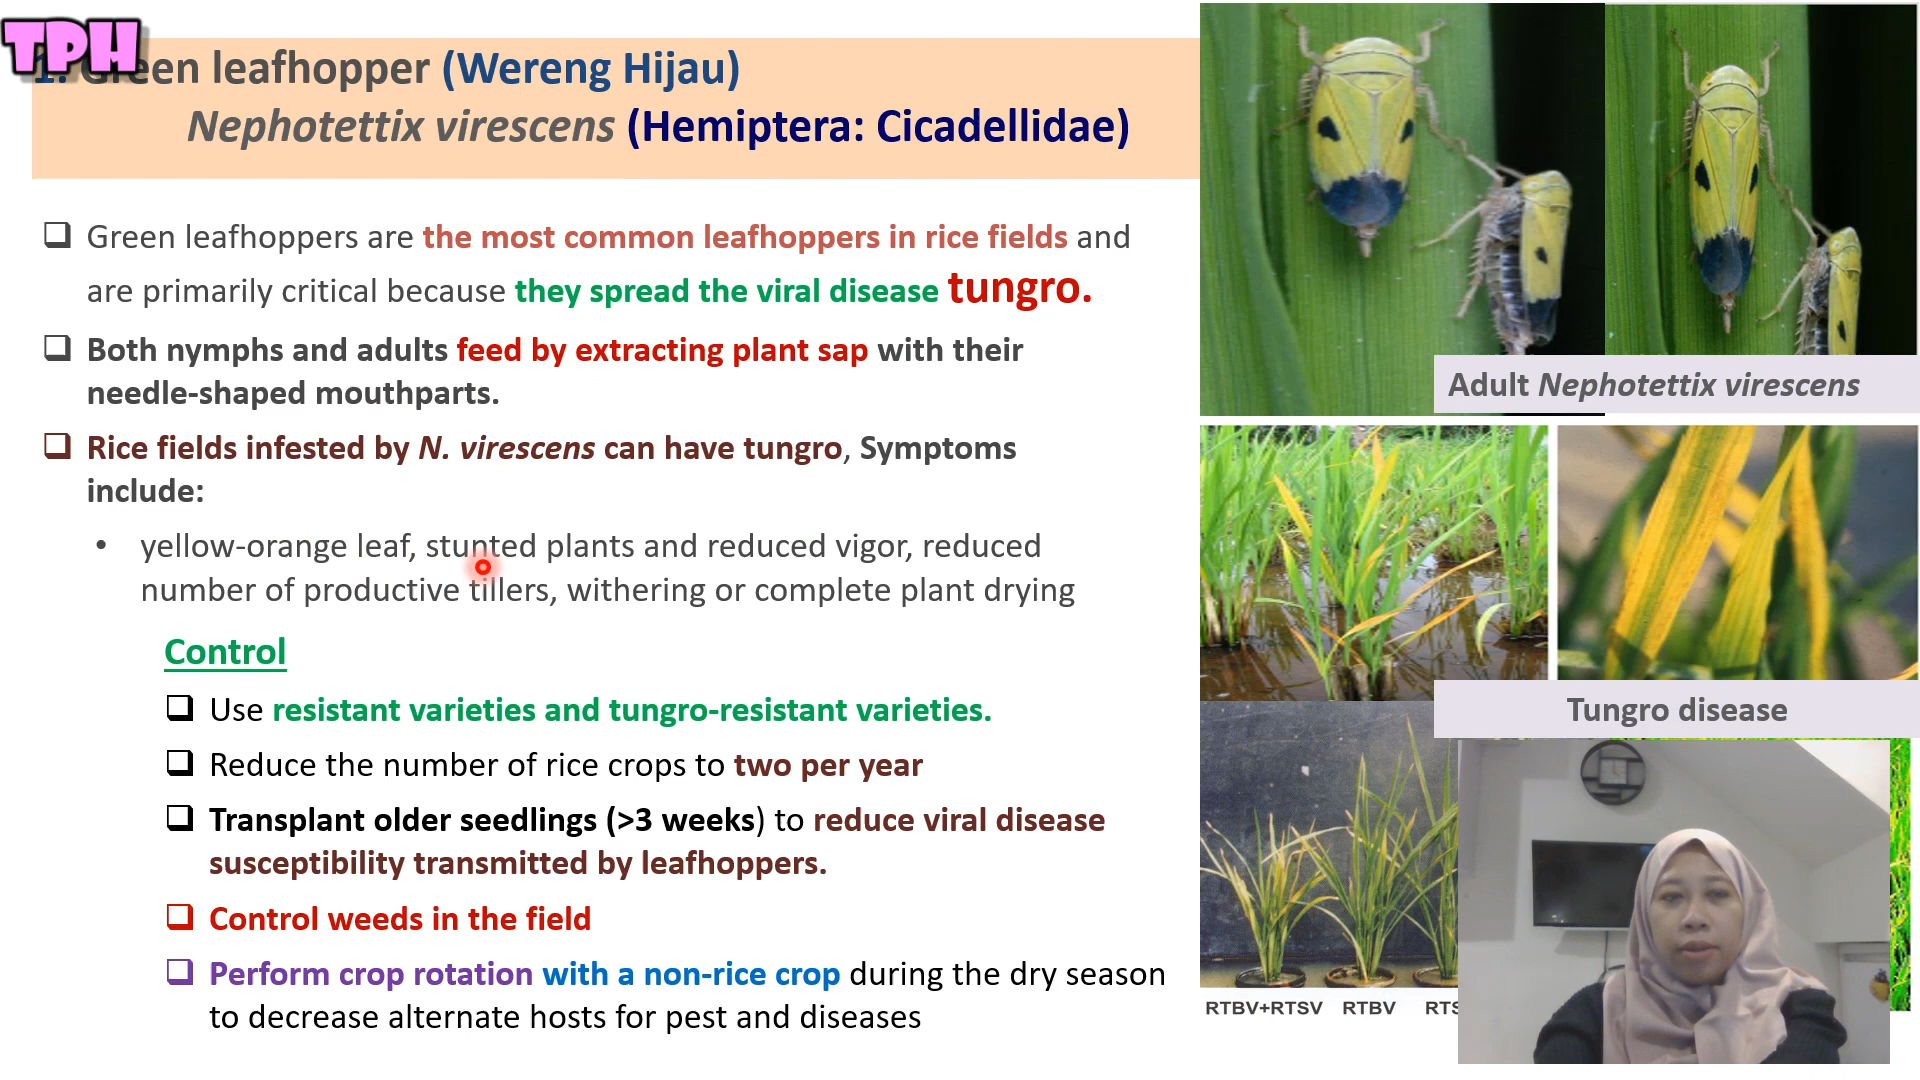 TPH
1. Green leafhopper (Wereng Hijau)
Nephotettix virescens (Hemiptera: Cicadellidae)
Green leafhoppers are the most common leafhoppers in rice fields and
are primarily critical because they spread the viral disease tungro.
Both nymphs and adults feed by extracting plant sap with their
needle-shaped mouthparts.
Rice fields infested by N. virescens can have tungro, Symptoms
include:
• yellow-orange leaf, stunted plants and reduced vigor, reduced
number of productive tillers, withering or complete plant drying
Control
Use resistant varieties and tungro-resistant varieties.
Reduce the number of rice crops to two per year
Transplant older seedlings (>3 weeks) to reduce viral disease
susceptibility transmitted by leafhoppers.
Control weeds in the field
Perform crop rotation with a non-rice crop during the dry season
to decrease alternate hosts for pest and diseases
Adult Nephotettix virescens
Tungro disease
RTBV+RTSV RTBV RTS